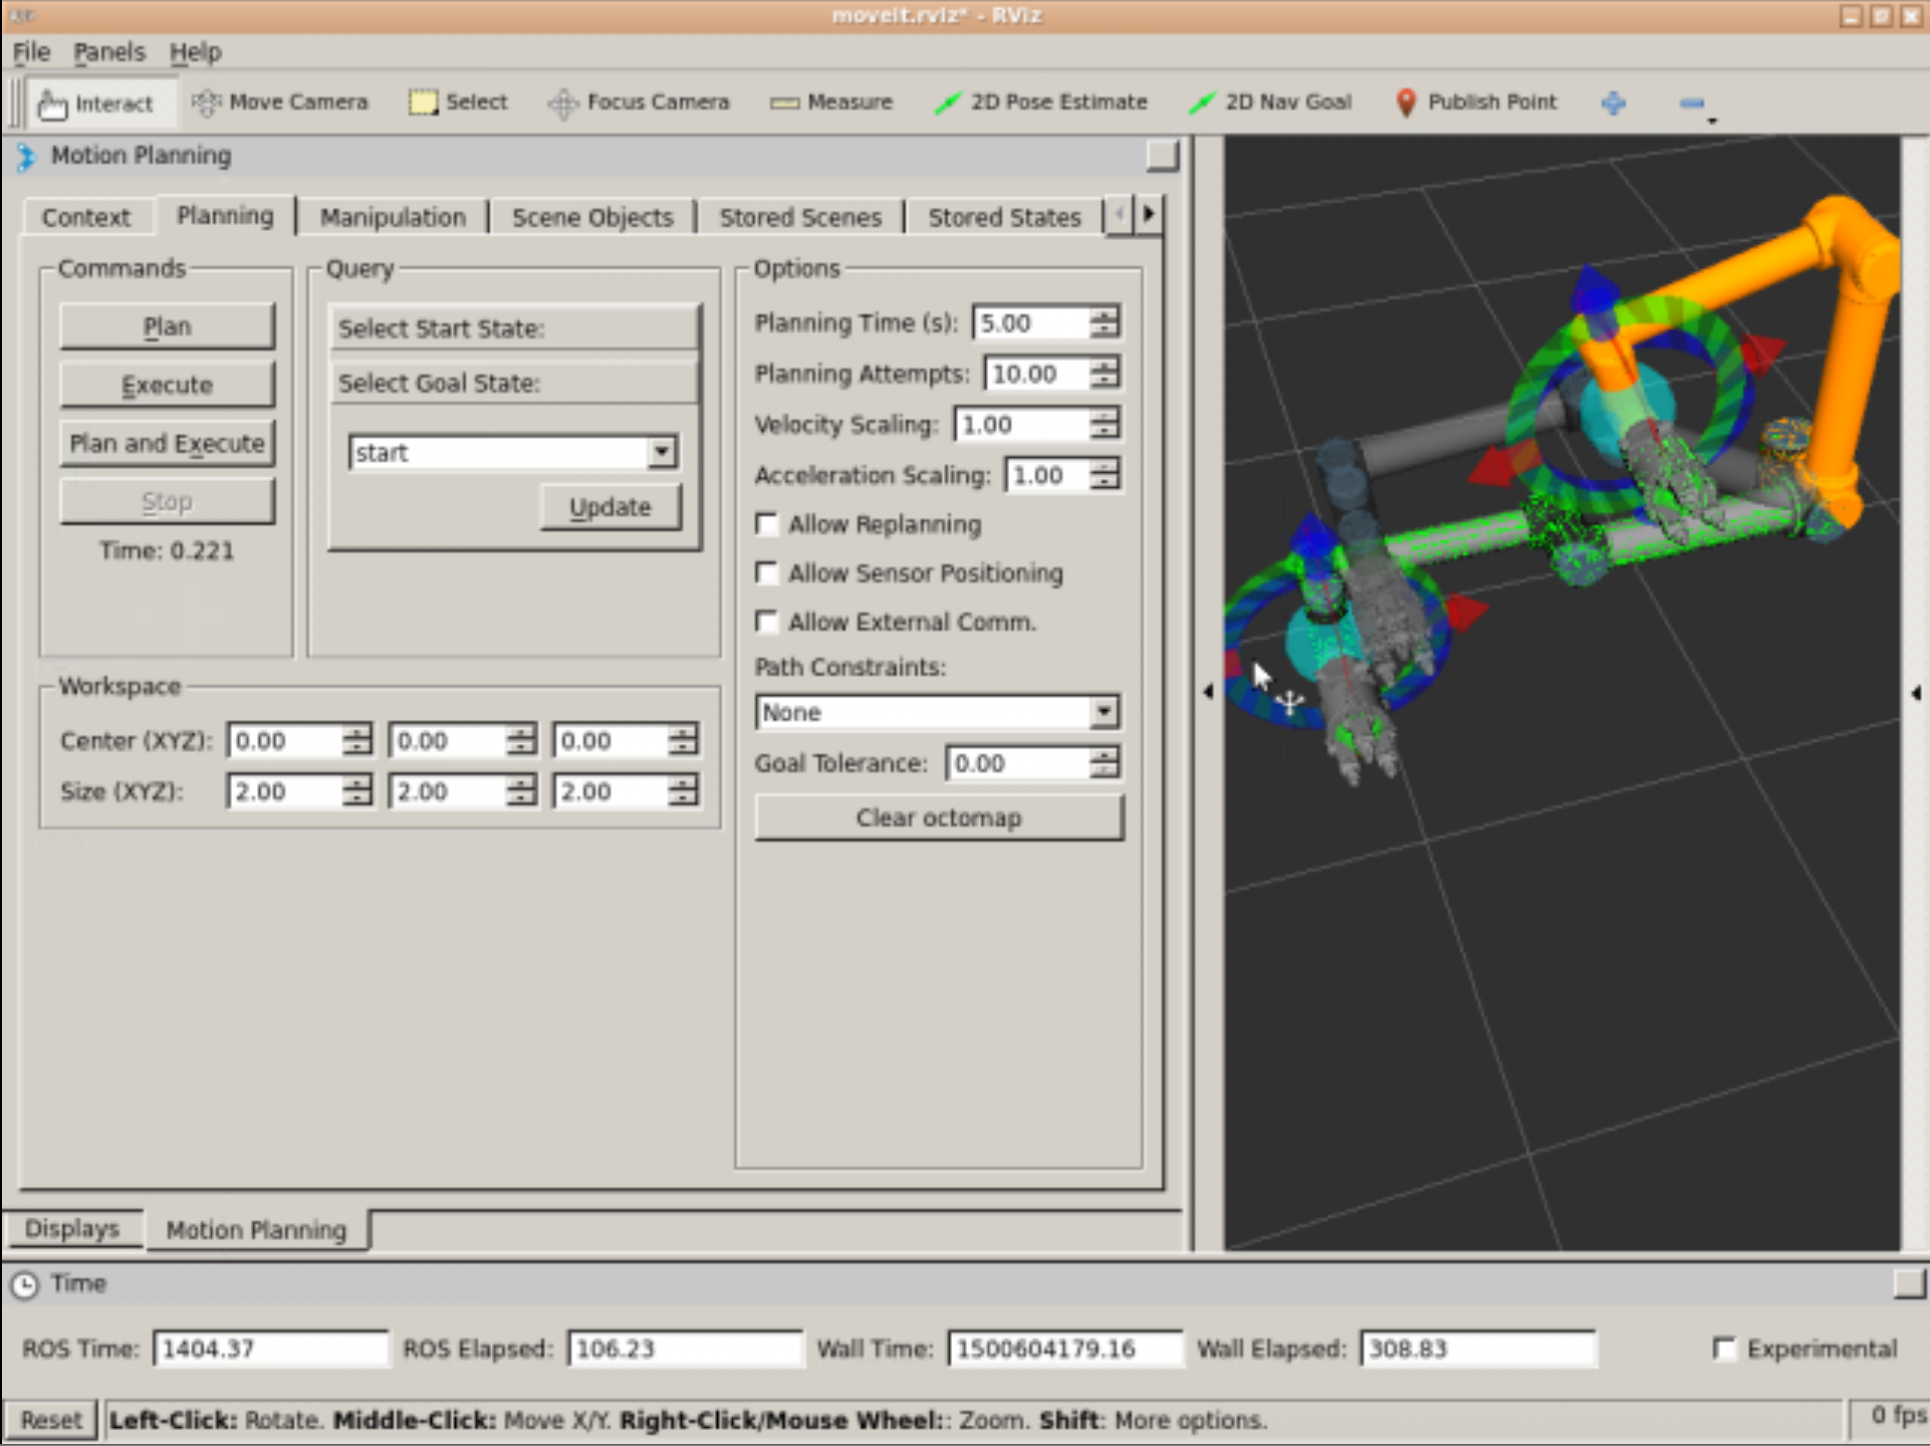 moveit.rviz* - RViz
File Panels Help
Interact Move Camera Select Focus Camera Measure 2D Pose Estimate 2D Nav Goal Publish Point
Motion Planning
Context Planning Manipulation Scene Objects Stored Scenes Stored States
Commands
Plan
Execute
Plan and Execute
Stop
Time: 0.221
Query
Select Start State:
Select Goal State:
start
Update
Options
Planning Time (s): 5.00
Planning Attempts: 10.00
Velocity Scaling: 1.00
Acceleration Scaling: 1.00
Allow Replanning
Allow Sensor Positioning
Allow External Comm.
Path Constraints:
None
Goal Tolerance: 0.00
Clear octomap
Workspace
Center (XYZ): 0.00 0.00 0.00
Size (XYZ): 2.00 2.00 2.00
Displays Motion Planning
Time
ROS Time: 1404.37 ROS Elapsed: 106.23 Wall Time: 1500604179.16 Wall Elapsed: 308.83 Experimental
Reset Left-Click: Rotate. Middle-Click: Move X/Y. Right-Click/Mouse Wheel:: Zoom. Shift: More options. 0 fps